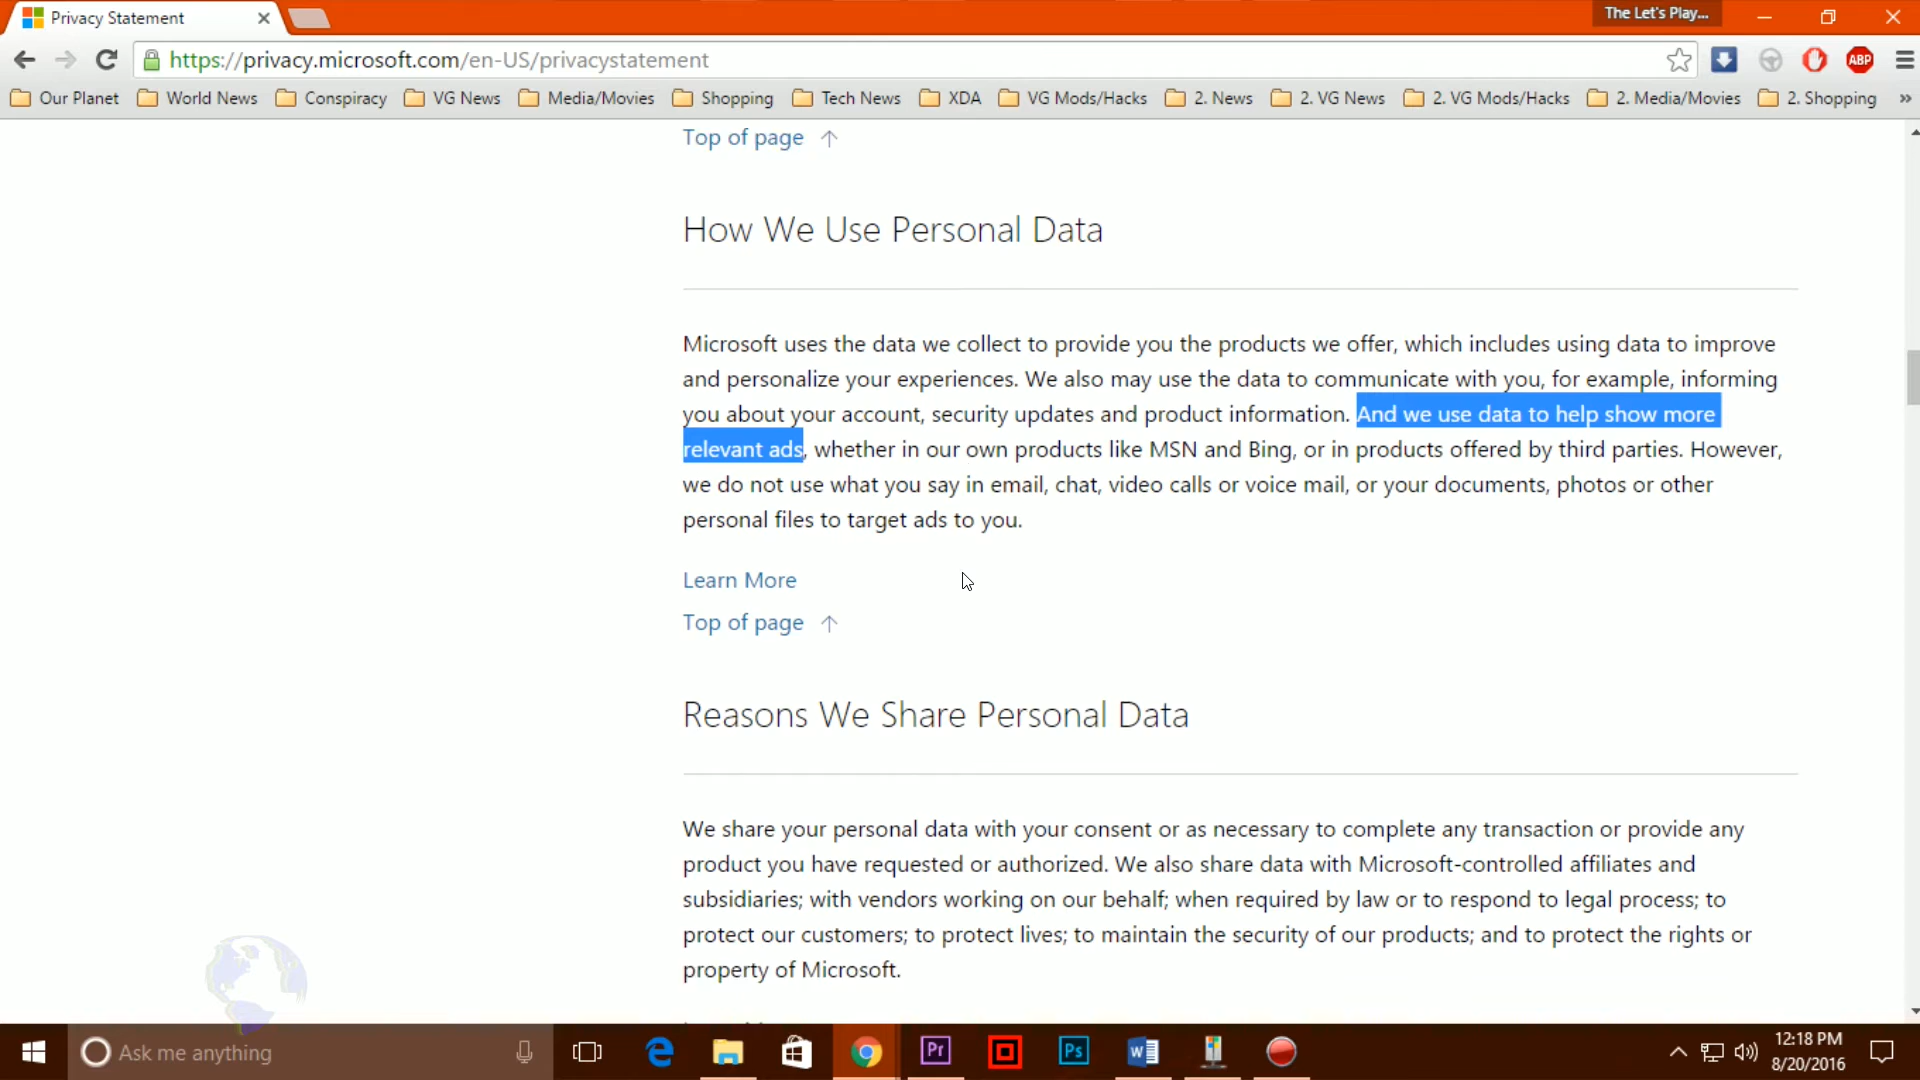 Privacy Statement
The Let's Play...
https://privacy.microsoft.com/en-US/privacystatement
ABP
Our Planet World News Conspiracy VG News Media/Movies Shopping Tech News XDA VG Mods/Hacks 2. News 2. VG News 2. VG Mods/Hacks 2. Media/Movies 2. Shopping »
Top of page
How We Use Personal Data
Microsoft uses the data we collect to provide you the products we offer, which includes using data to improve
and personalize your experiences. We also may use the data to communicate with you, for example, informing
you about your account, security updates and product information. And we use data to help show more
relevant ads, whether in our own products like MSN and Bing, or in products offered by third parties. However,
we do not use what you say in email, chat, video calls or voice mail, or your documents, photos or other
personal files to target ads to you.
Learn More
Top of page
Reasons We Share Personal Data
We share your personal data with your consent or as necessary to complete any transaction or provide any
product you have requested or authorized. We also share data with Microsoft-controlled affiliates and
subsidiaries; with vendors working on our behalf; when required by law or to respond to legal process; to
protect our customers; to protect lives; to maintain the security of our products; and to protect the rights or
property of Microsoft.
Ask me anything
Pr
Ps
12:18 PM
8/20/2016